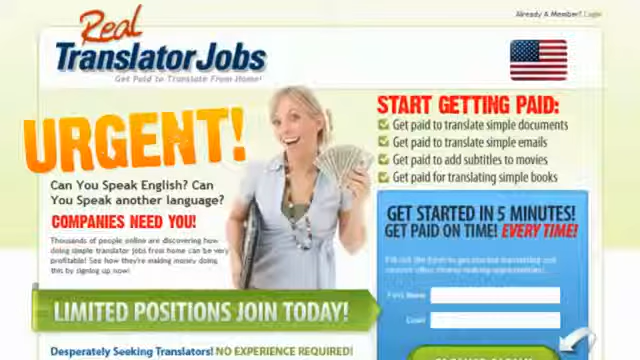 Already A Member? Login
Real
Translator Jobs
Get Paid to Translate From Home!
URGENT!
Can You Speak English? Can
You Speak another language?
COMPANIES NEED YOU!
Thousands of people online are discovering how
doing simple translator jobs from home can be very
profitable! See how they're making money doing
this by signing up now!
START GETTING PAID:
Get paid to translate simple documents
Get paid to translate simple emails
Get paid to add subtitles to movies
Get paid for translating simple books
GET STARTED IN 5 MINUTES!
GET PAID ON TIME! EVERY TIME!
First Name
Email
LIMITED POSITIONS JOIN TODAY!
Desperately Seeking Translators! NO EXPERIENCE REQUIRED!